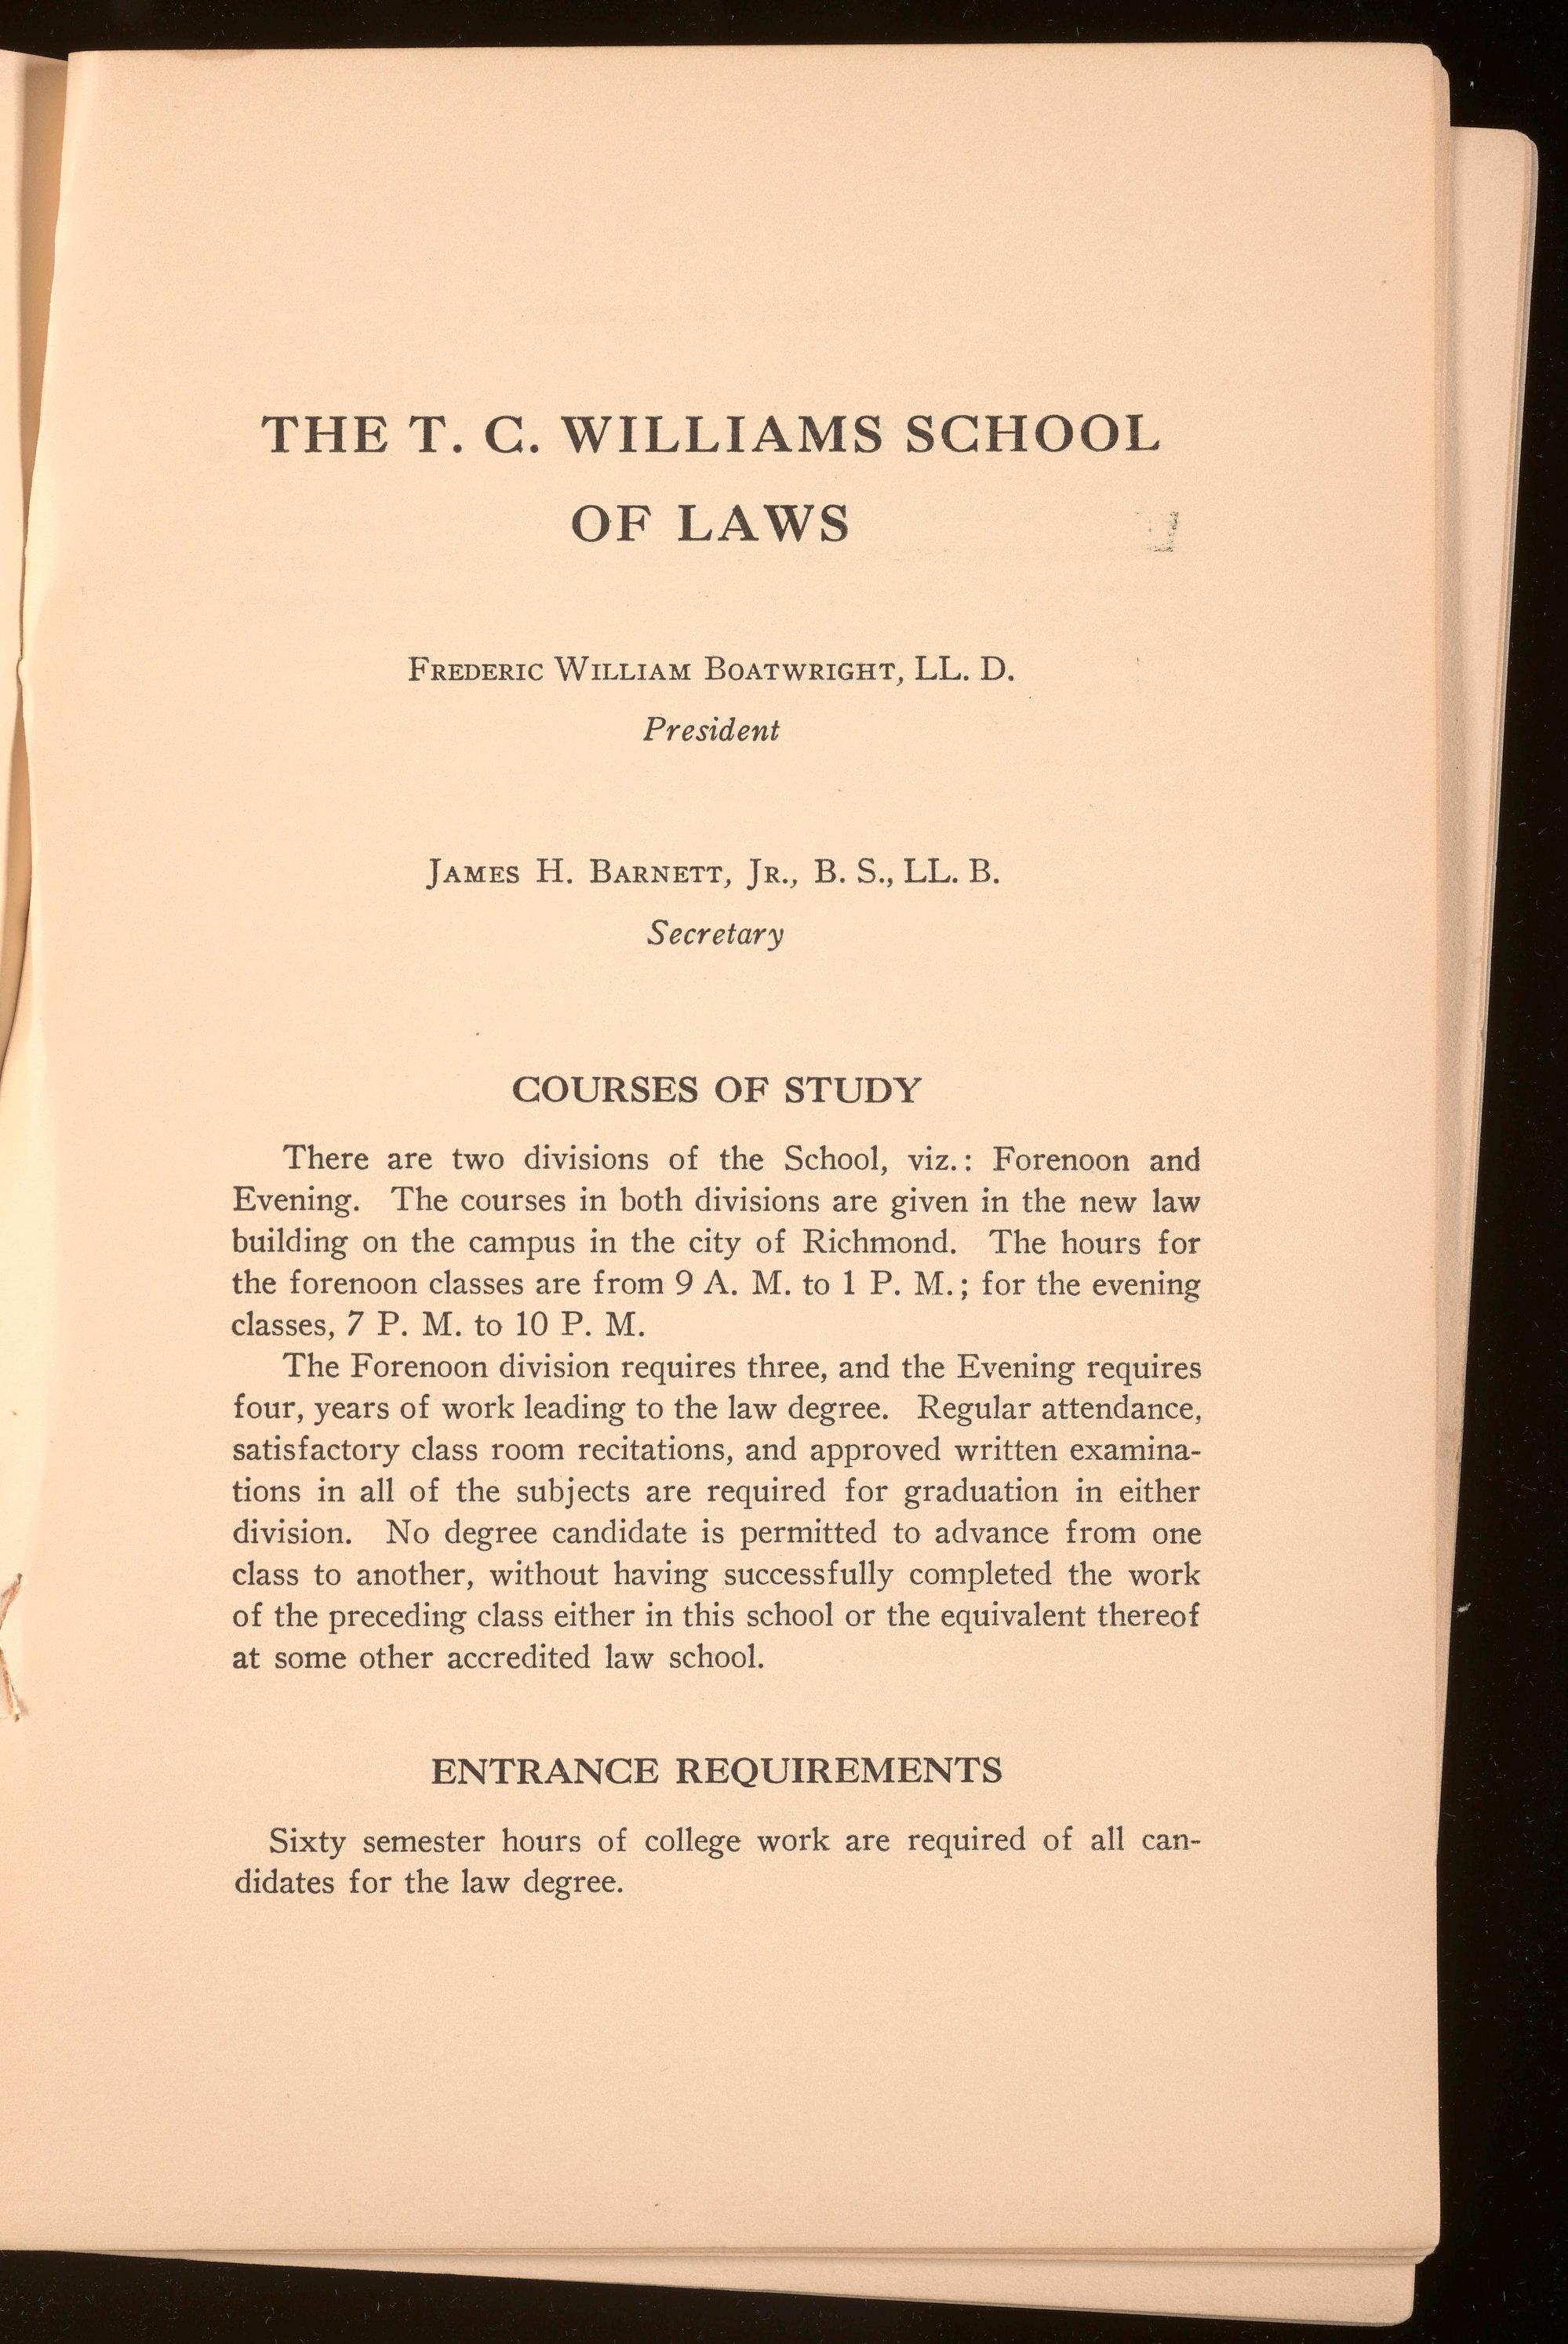 THE T. C. WILLIAMS SCHOOL
OF LAWS
Frederic William Boatwright, LL. D.
President
James H. Barnett, Jr., B. S., LL. B.
Secretary
COURSES OF STUDY
There are two divisions of the School, viz.: Forenoon and
Evening. The courses in both divisions are given in the new law
building on the campus in the city of Richmond. The hours for
the forenoon classes are from 9 A. M. to 1 P. M.; for the evening
classes, 7 P. M. to 10 P. M.
The Forenoon division requires three, and the Evening requires
four, years of work leading to the law degree. Regular attendance,
satisfactory class room recitations, and approved written examina-
tions in all of the subjects are required for graduation in either
division. No degree candidate is permitted to advance from one
class to another, without having successfully completed the work
of the preceding class either in this school or the equivalent thereof
at some other accredited law school.
ENTRANCE REQUIREMENTS
Sixty semester hours of college work are required of all can-
didates for the law degree.